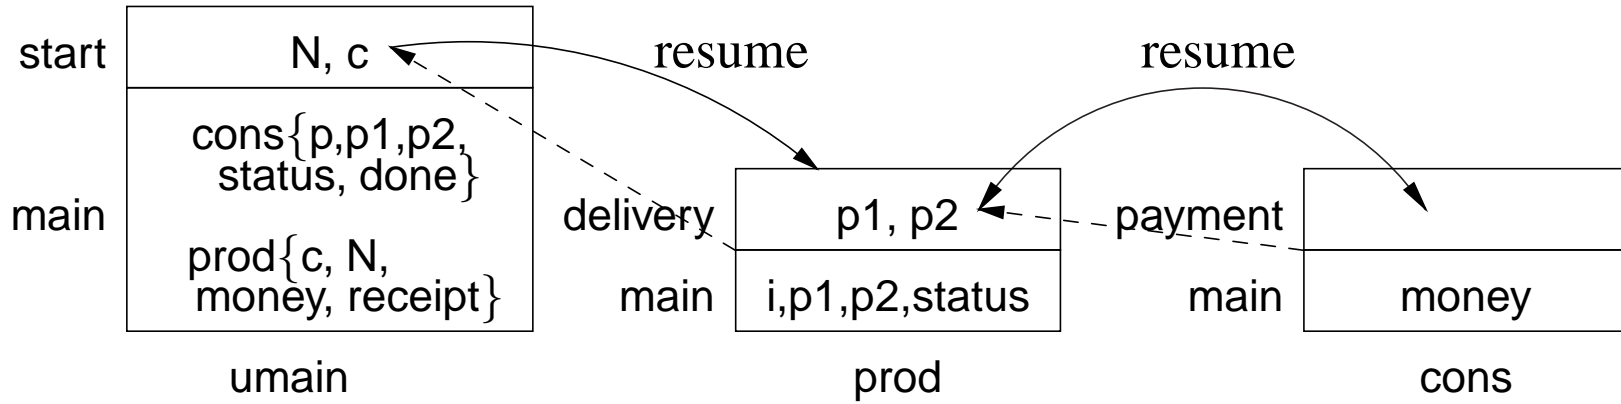 start
N, c
resume
resume
cons{p,p1,p2,
status, done}
main
prod{c, N,
money, receipt}
delivery
p1, p2
payment
main
i,p1,p2,status
main
money
umain
prod
cons